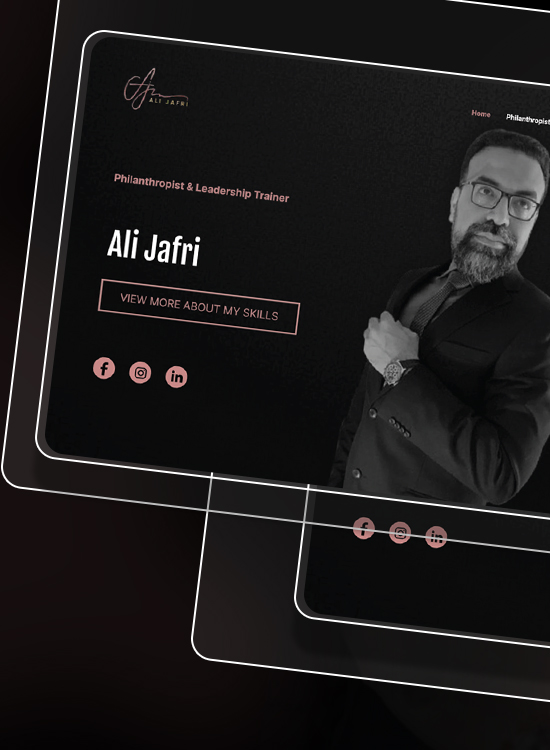 ALI JAFRI
Home Philanthropist
Philanthropist & Leadership Trainer
Ali Jafri
VIEW MORE ABOUT MY SKILLS